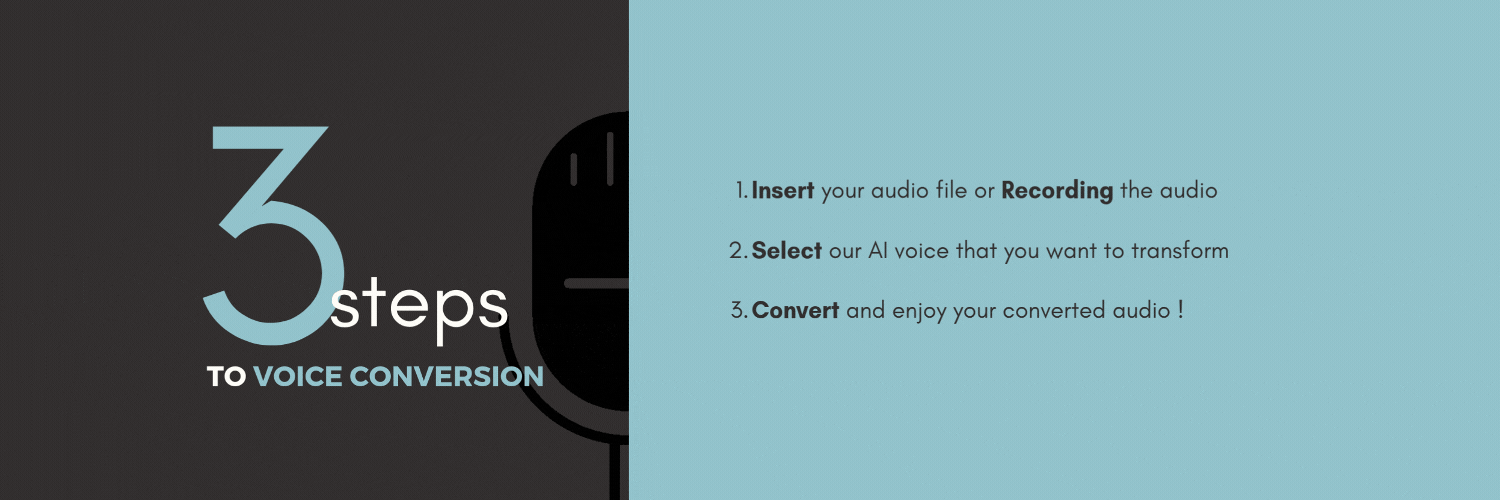 3
steps
TO VOICE CONVERSION
1. Insert your audio file or Recording the audio
2. Select our AI voice that you want to transform
3. Convert and enjoy your converted audio !